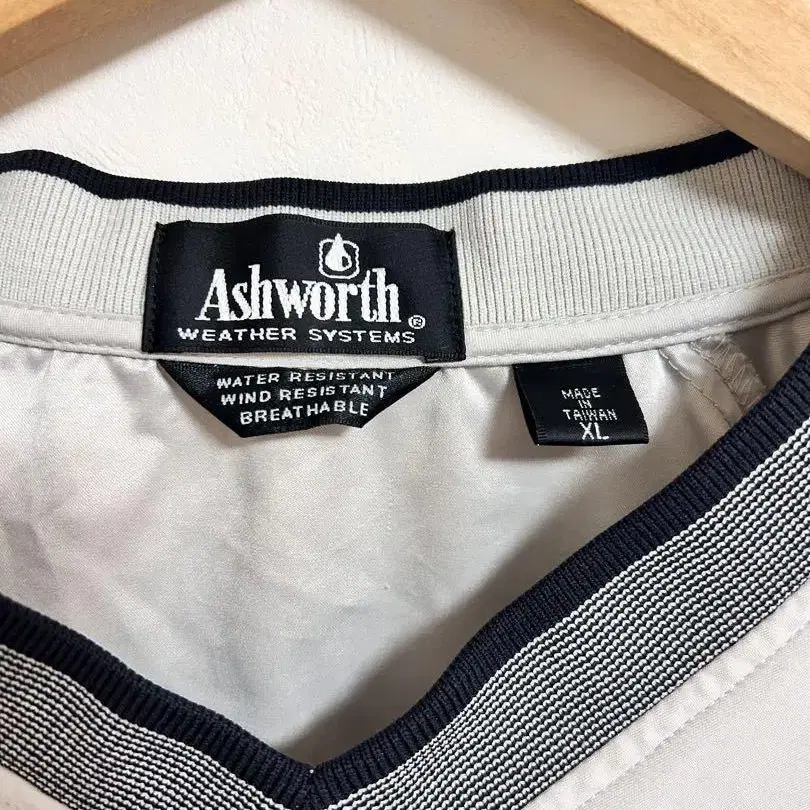 Ashworth®
WEATHER SYSTEMS
WATER RESISTANT
WIND RESISTANT
BREATHABLE
MADE
IN
TAIWAN
XL